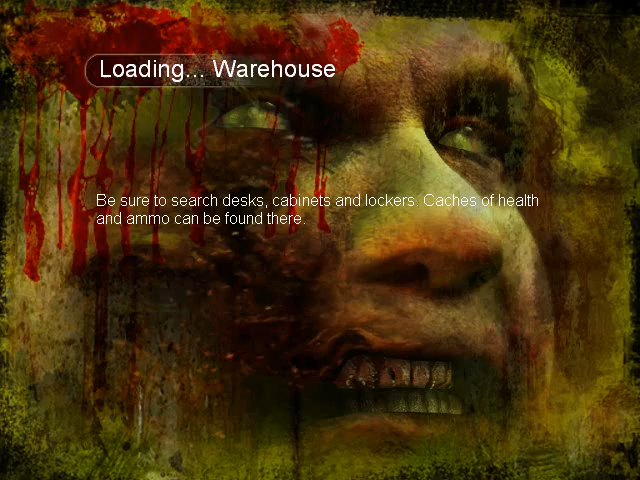 Loading... Warehouse
Be sure to search desks, cabinets and lockers. Caches of health
and ammo can be found there.